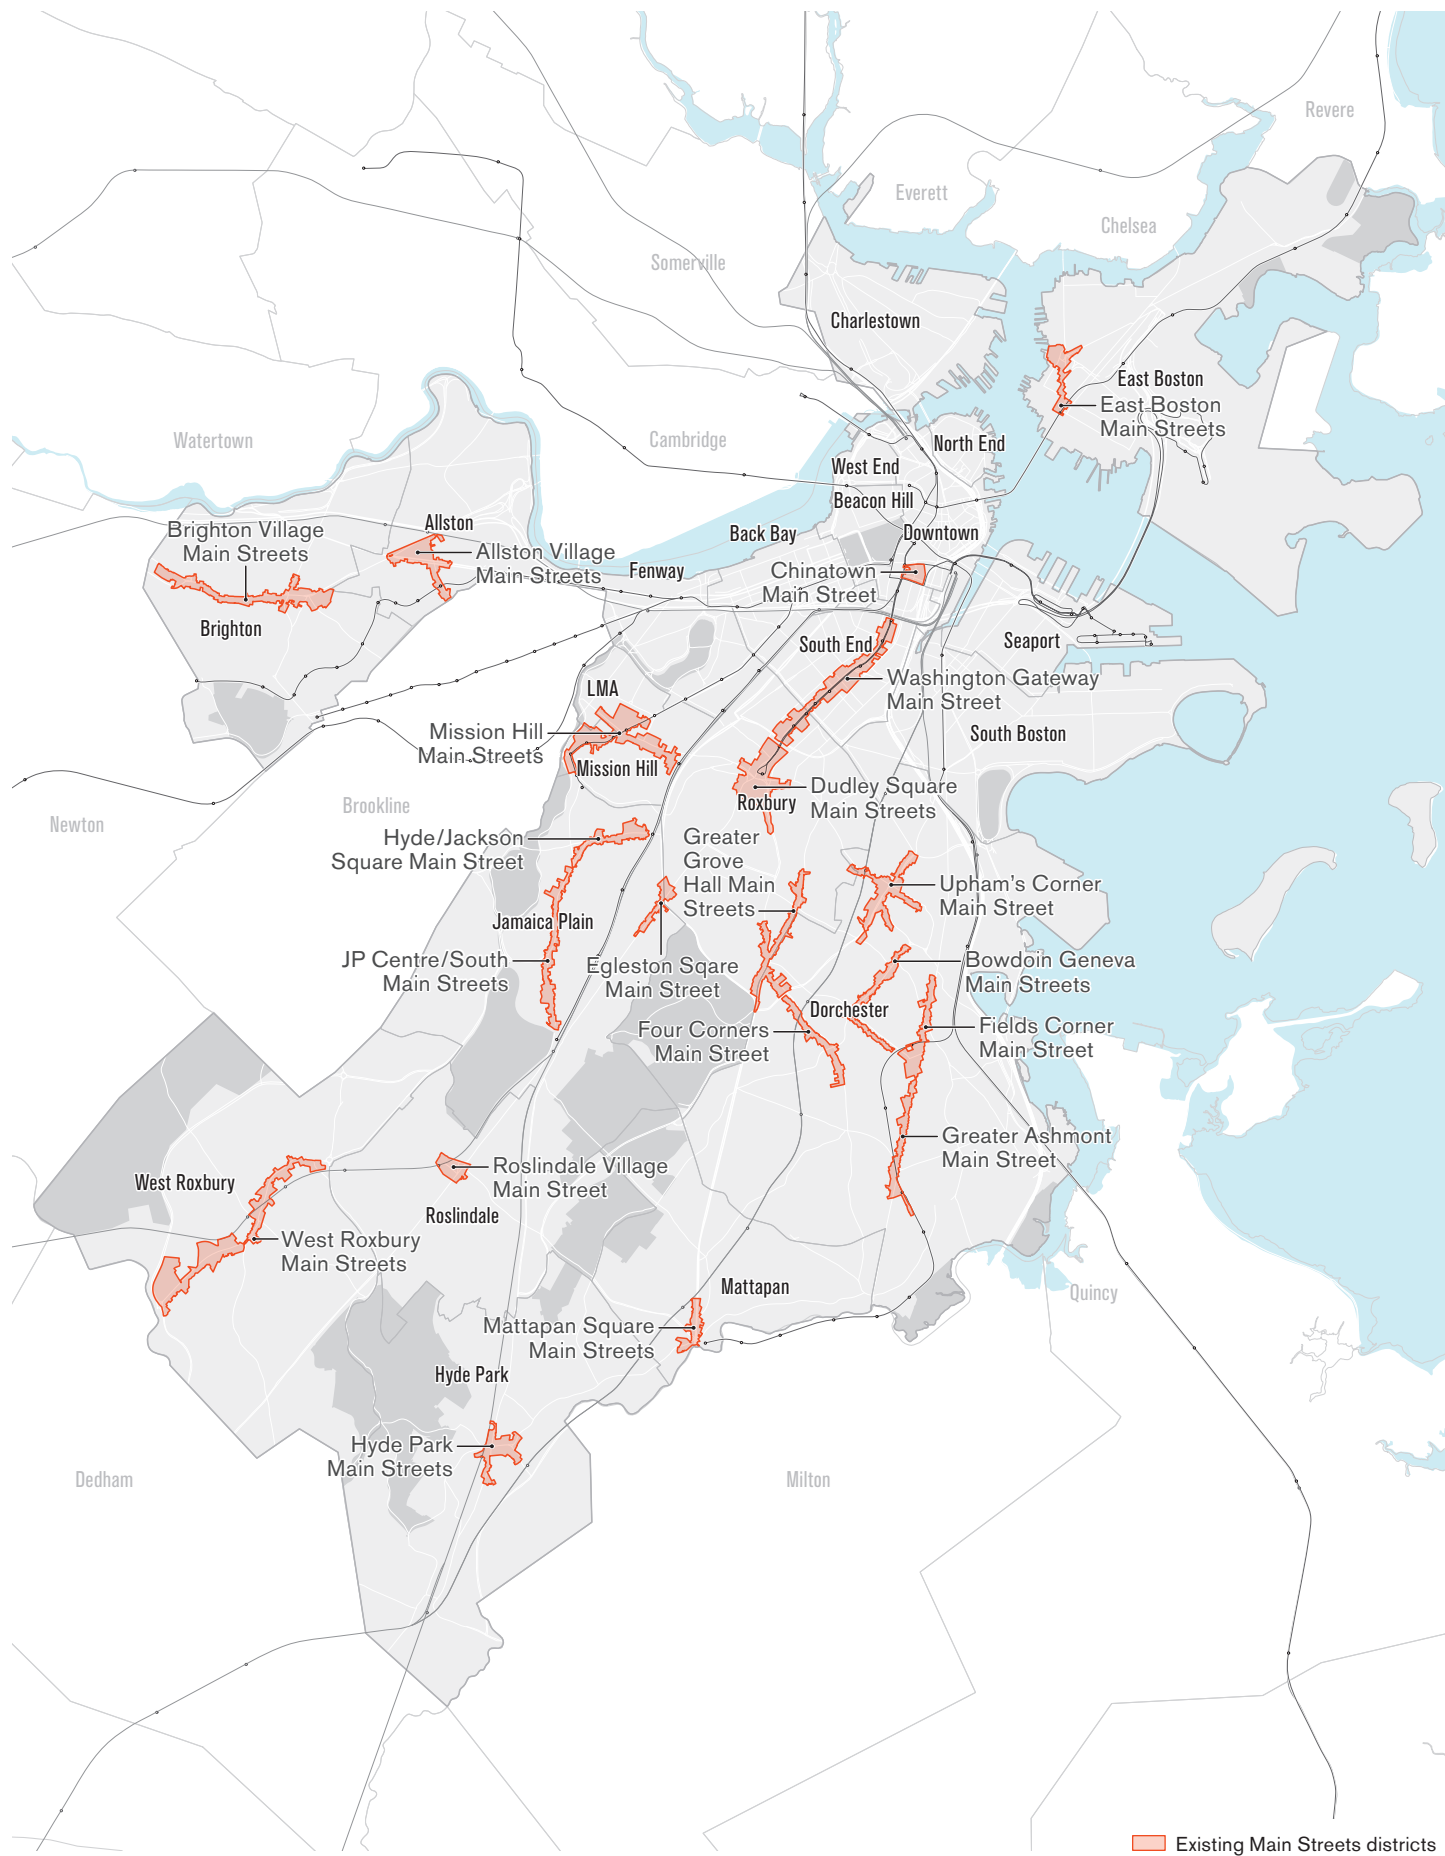 Revere
Everett
Chelsea
Somerville
Charlestown
East Boston
East Boston
Main Streets
Watertown
Cambridge
North End
West End
Beacon Hill
Allston
Brighton Village
Main Streets
Back Bay
Downtown
Allston Village
Main Streets
Fenway
Chinatown
Main Street
Brighton
South End
Seaport
LMA
Washington Gateway
Main Street
Mission Hill
Main Streets
South Boston
Mission Hill
Dudley Square
Main Streets
Roxbury
Brookline
Newton
Hyde/Jackson
Square Main Street
Greater
Grove
Hall Main
Streets
Upham's Corner
Main Street
Jamaica Plain
JP Centre/South
Main Streets
Egleston Sqare
Main Street
Bowdoin Geneva
Main Streets
Dorchester
Four Corners
Main Street
Fields Corner
Main Street
Greater Ashmont
Main Street
West Roxbury
Roslindale Village
Main Street
Roslindale
West Roxbury
Main Streets
Mattapan
Quincy
Mattapan Square
Main Streets
Hyde Park
Hyde Park
Main Streets
Dedham
Milton
Existing Main Streets districts